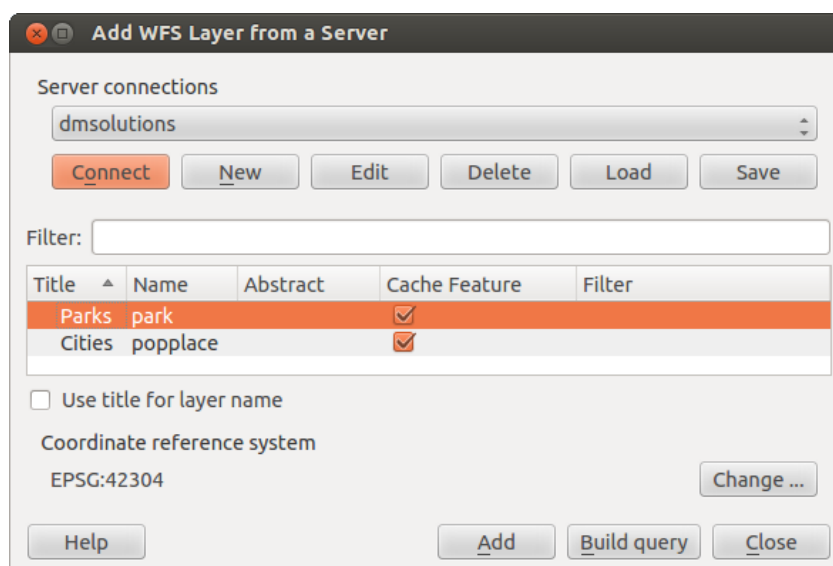 Add WFS Layer from a Server
Server connections
dmsolutions
Connect New Edit Delete Load Save
Filter:
Title Name Abstract Cache Feature Filter
Parks park
Cities popplace
Use title for layer name
Coordinate reference system
EPSG:42304
Change ...
Help Add Build query Close